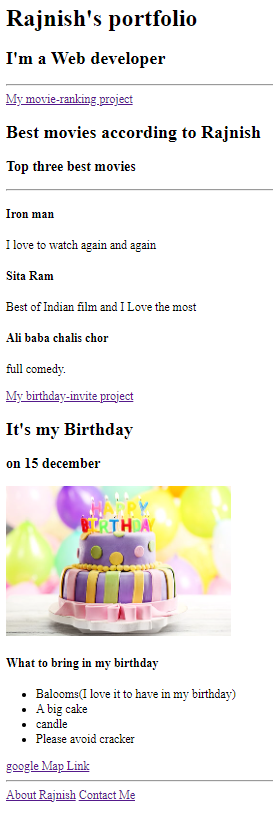 Rajnish's portfolio
I'm a Web developer
My movie-ranking project
Best movies according to Rajnish
Top three best movies
Iron man
I love to watch again and again
Sita Ram
Best of Indian film and I Love the most
Ali baba chalis chor
full comedy.
My birthday-invite project
It's my Birthday
on 15 december
HAPPY
BIRTHDAY
What to bring in my birthday
Balooms(I love it to have in my birthday)
A big cake
candle
Please avoid cracker
google Map Link
About Rajnish Contact Me